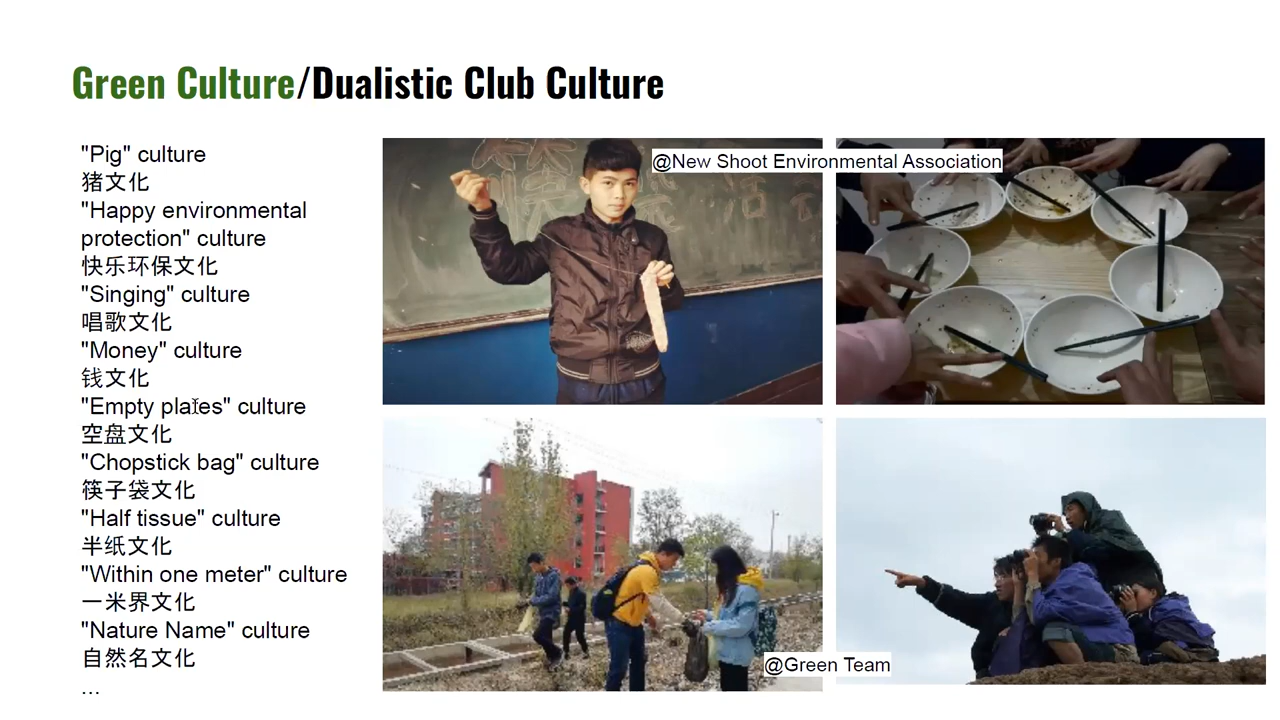 Green Culture/Dualistic Club Culture
"Pig" culture
猪文化
"Happy environmental
protection" culture
快乐环保文化
"Singing" culture
唱歌文化
"Money" culture
钱文化
"Empty plates" culture
空盘文化
"Chopstick bag" culture
筷子袋文化
"Half tissue" culture
半纸文化
"Within one meter" culture
一米界文化
"Nature Name" culture
自然名文化
...
@New Shoot Environmental Association
@Green Team